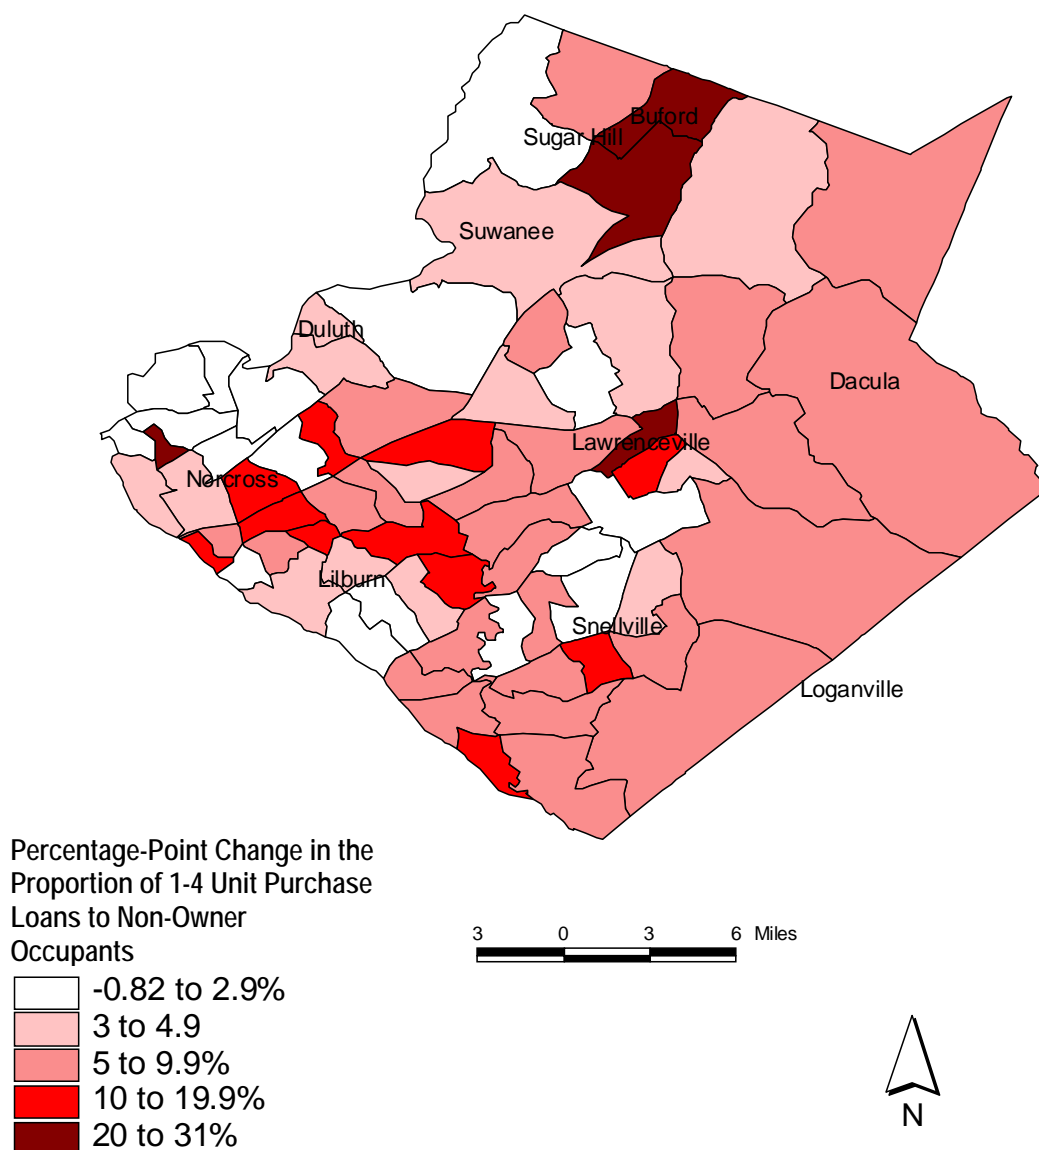 Buford
Sugar Hill
Suwanee
Duluth
Dacula
Lawrenceville
Norcross
Lilburn
Snellville
Loganville
Percentage-Point Change in the
Proportion of 1-4 Unit Purchase
Loans to Non-Owner
Occupants
-0.82 to 2.9%
3 to 4.9
5 to 9.9%
10 to 19.9%
20 to 31%
3 0 3 6 Miles
N